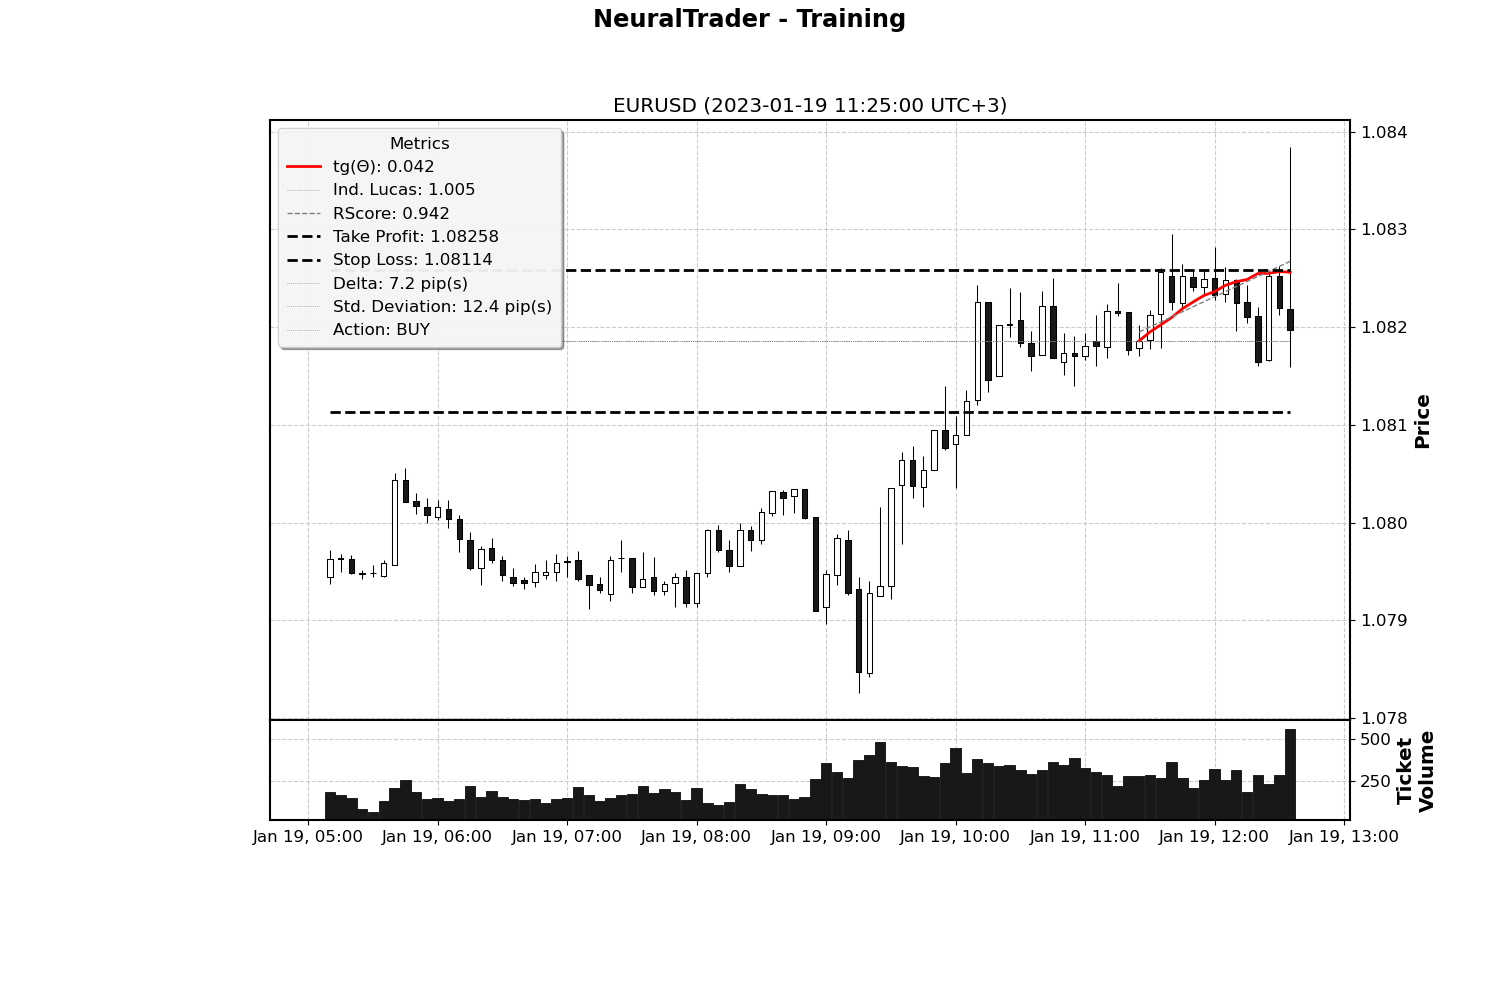 NeuralTrader - Training
EURUSD (2023-01-19 11:25:00 UTC+3)
Metrics
tg(Θ): 0.042
Ind. Lucas: 1.005
RScore: 0.942
Take Profit: 1.08258
Stop Loss: 1.08114
Delta: 7.2 pip(s)
Std. Deviation: 12.4 pip(s)
Action: BUY
1.084
1.083
1.082
1.081
1.080
1.079
1.078
Price
500
250
Ticket
Volume
Jan 19, 05:00 Jan 19, 06:00 Jan 19, 07:00 Jan 19, 08:00 Jan 19, 09:00 Jan 19, 10:00 Jan 19, 11:00 Jan 19, 12:00 Jan 19, 13:00